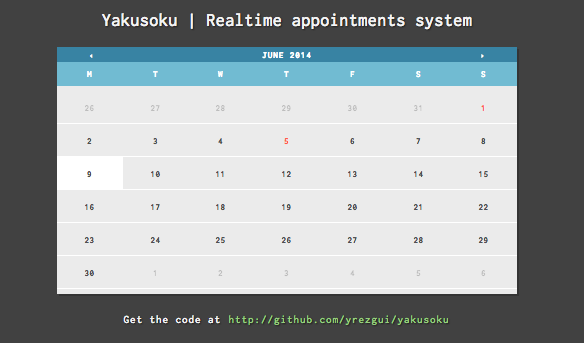 Yakusoku | Realtime appointments system
JUNE 2014
M T W T F S S
26 27 28 29 30 31 1
2 3 4 5 6 7 8
9 10 11 12 13 14 15
16 17 18 19 20 21 22
23 24 25 26 27 28 29
30 1 2 3 4 5 6
Get the code at http://github.com/yrezgui/yakusoku